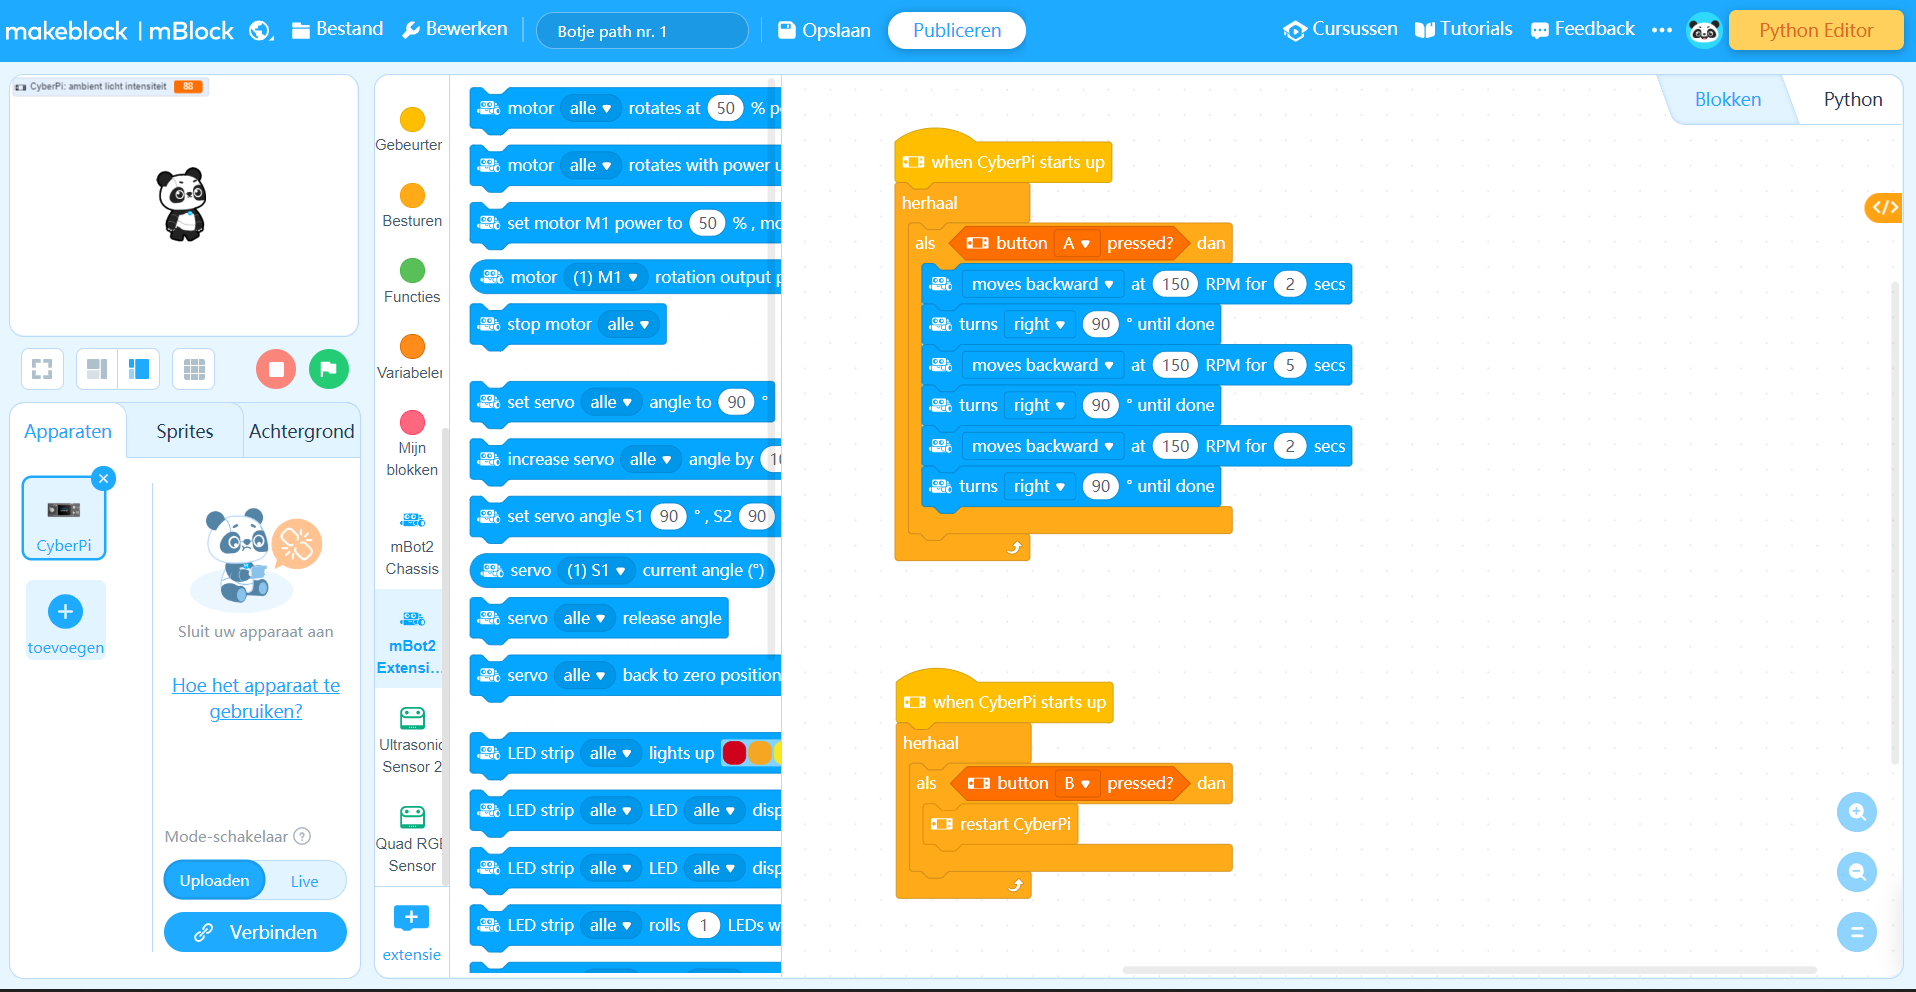 makeblock | mBlock
Bestand
Bewerken
Botje path nr. 1
Opslaan
Publiceren
Cursussen
Tutorials
Feedback
Python Editor
CyberPi: ambient licht intensiteit 88
Apparaten
Sprites
Achtergrond
CyberPi
toevoegen
Sluit uw apparaat aan
Hoe het apparaat te
gebruiken?
Mode-schakelaar ?
Uploaden
Live
Verbinden
Gebeurter
Besturen
Functies
Variabeler
Mijn
blokken
mBot2
Chassis
mBot2
Extensi...
Ultrasonic
Sensor 2
Quad RGE
Sensor
extensie
motor alle rotates at 50 % p
motor alle rotates with power u
set motor M1 power to 50 % , mo
motor (1) M1 rotation output p
stop motor alle
set servo alle angle to 90 °
increase servo alle angle by 10
set servo angle S1 90 ° , S2 90
servo (1) S1 current angle (°)
servo alle release angle
servo alle back to zero position
LED strip alle lights up
LED strip alle LED alle disp
LED strip alle LED alle disp
LED strip alle rolls 1 LEDs w
Blokken
Python
</>
when CyberPi starts up
herhaal
als button A pressed? dan
moves backward at 150 RPM for 2 secs
turns right 90 ° until done
moves backward at 150 RPM for 5 secs
turns right 90 ° until done
moves backward at 150 RPM for 2 secs
turns right 90 ° until done
when CyberPi starts up
herhaal
als button B pressed? dan
restart CyberPi